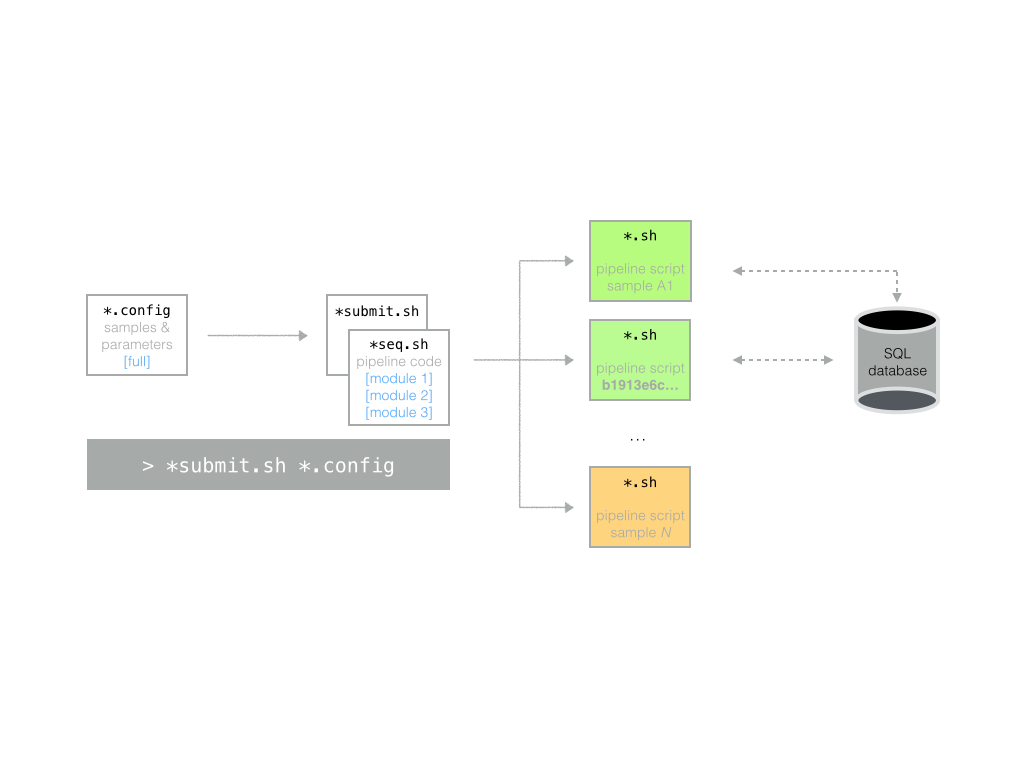 *.config
samples &
parameters
[full]
*submit.sh
*seq.sh
pipeline code
[module 1]
[module 2]
[module 3]
> *submit.sh *.config
*.sh
pipeline script
sample A1
*.sh
pipeline script
b1913e6c...
...
*.sh
pipeline script
sample N
SQL
database